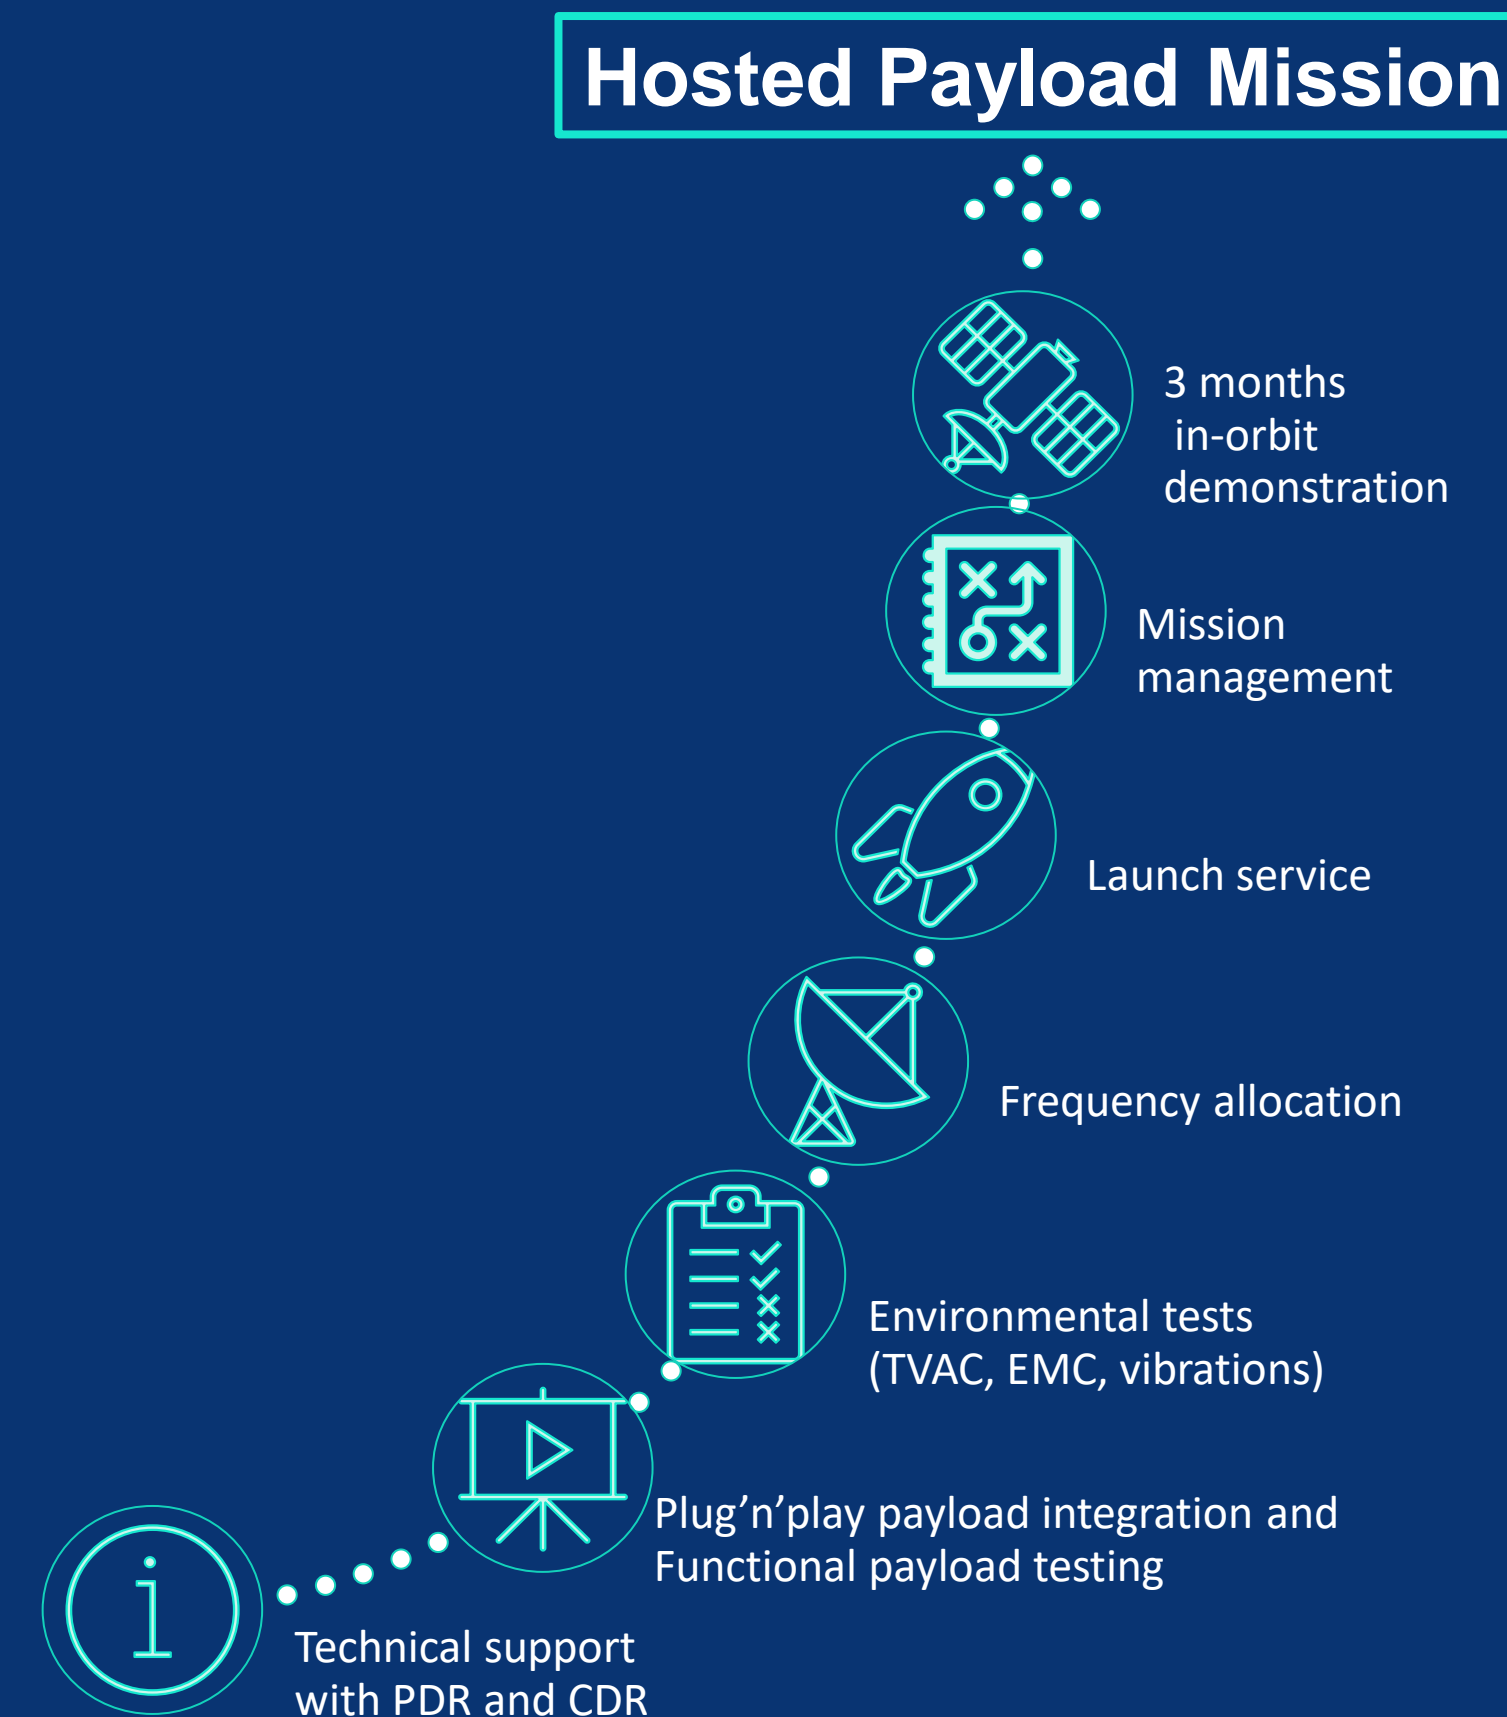 Hosted Payload Mission
3 months
in-orbit
demonstration
Mission
management
Launch service
Frequency allocation
Environmental tests
(TVAC, EMC, vibrations)
Plug’n’play payload integration and
Functional payload testing
Technical support
with PDR and CDR